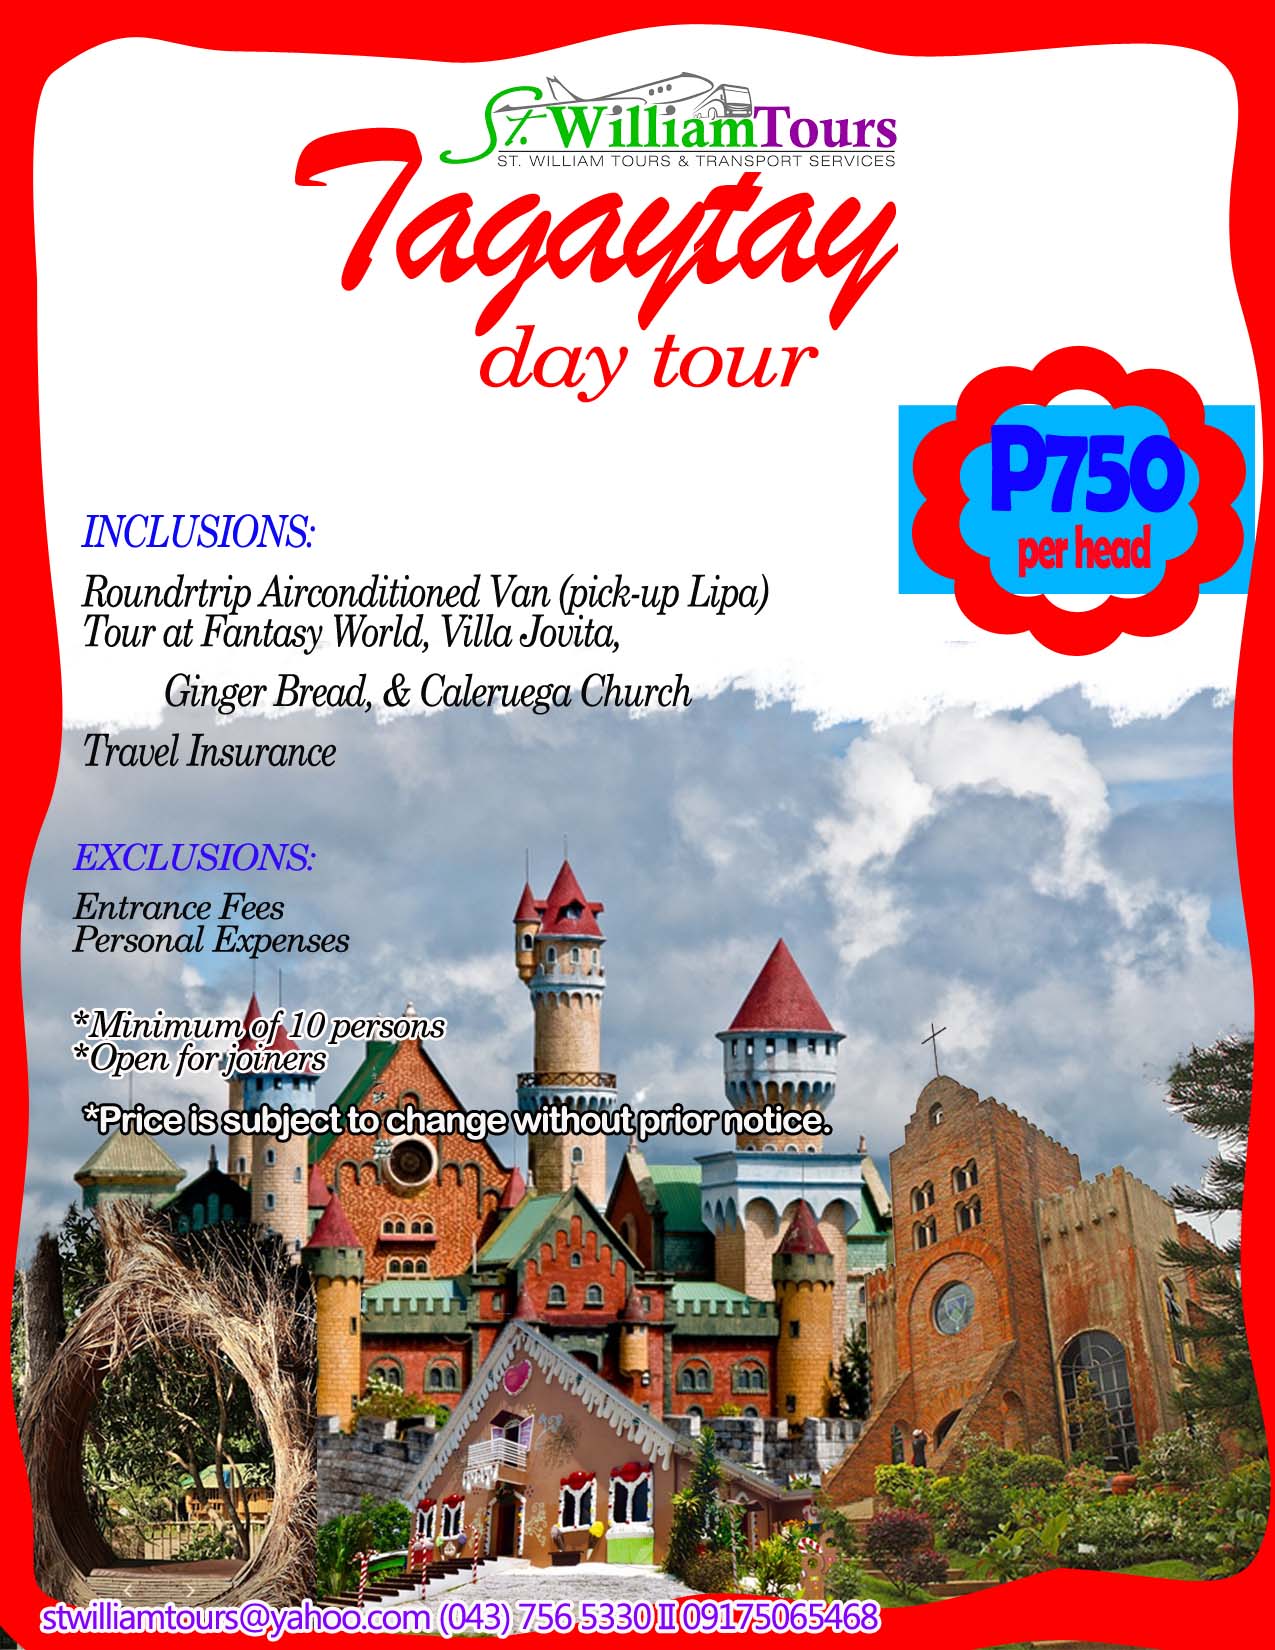 St. WilliamTours
ST. WILLIAM TOURS & TRANSPORT SERVICES
Tagaytay
day tour
P750
per head
INCLUSIONS:
Roundrtrip Airconditioned Van (pick-up Lipa)
Tour at Fantasy World, Villa Jovita,
Ginger Bread, & Caleruega Church
Travel Insurance
EXCLUSIONS:
Entrance Fees
Personal Expenses
*Minimum of 10 persons
*Open for joiners
*Price is subject to change without prior notice.
stwilliamtours@yahoo.com (043) 756 5330 II 09175065468